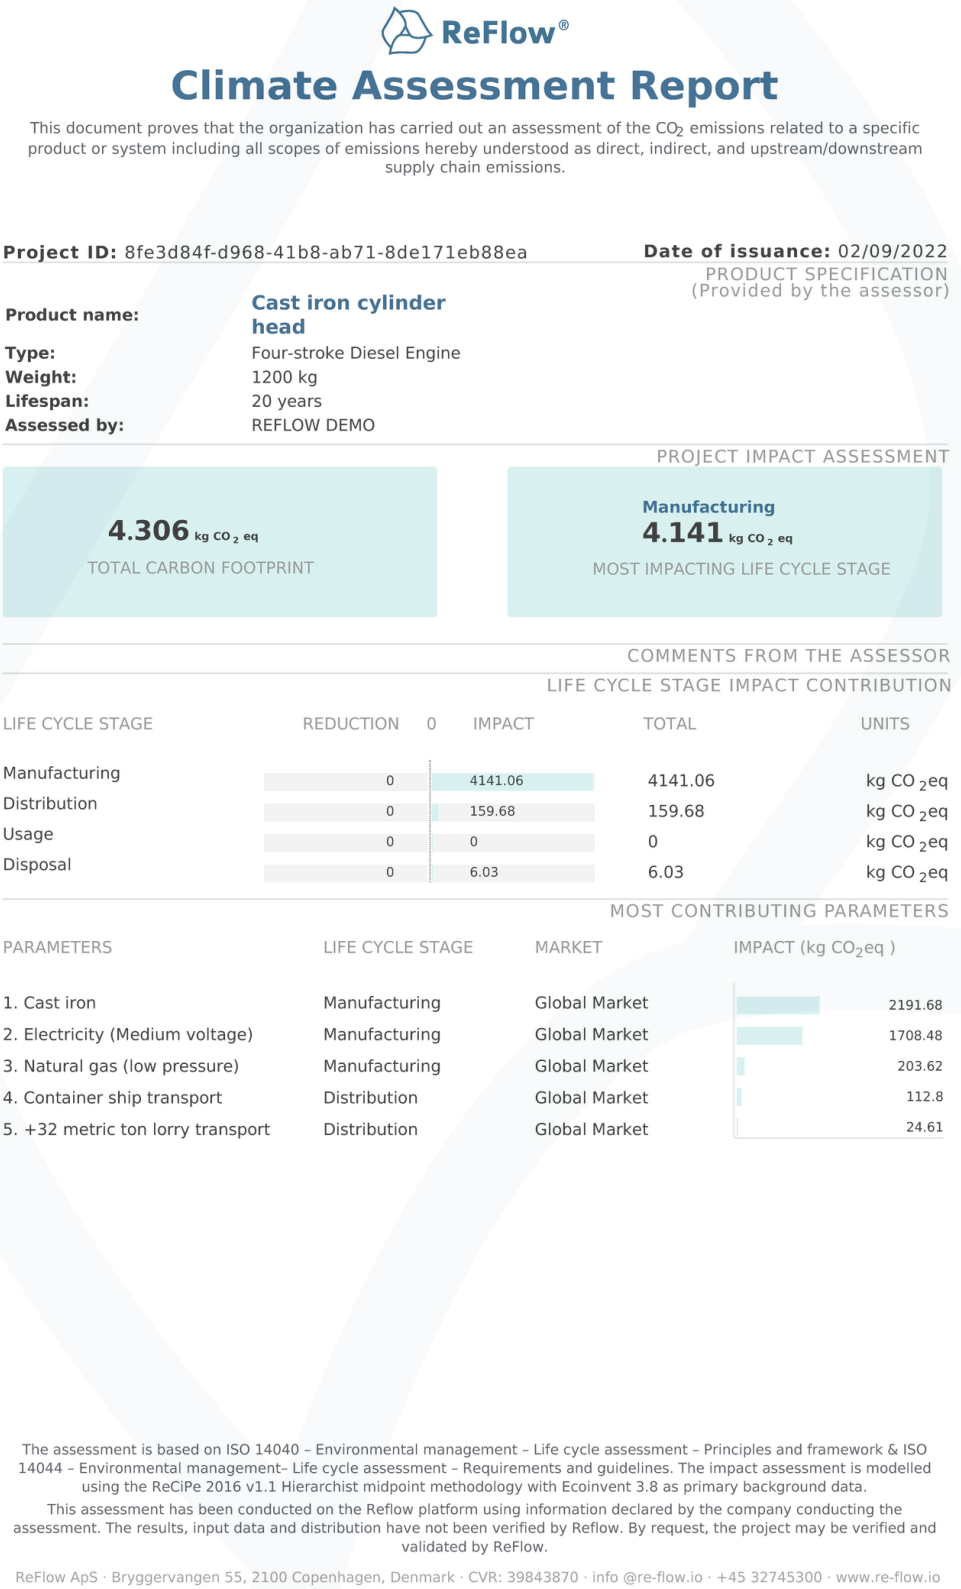 ReFlow®
Climate Assessment Report
This document proves that the organization has carried out an assessment of the CO2 emissions related to a specific
product or system including all scopes of emissions hereby understood as direct, indirect, and upstream/downstream
supply chain emissions.
Project ID: 8fe3d84f-d968-41b8-ab71-8de171eb88ea Date of issuance: 02/09/2022
PRODUCT SPECIFICATION
(Provided by the assessor)
Product name: Cast iron cylinder
head
Type: Four-stroke Diesel Engine
Weight: 1200 kg
Lifespan: 20 years
Assessed by: REFLOW DEMO
PROJECT IMPACT ASSESSMENT
4.306 kg CO2 eq
TOTAL CARBON FOOTPRINT
Manufacturing
4.141 kg CO2 eq
MOST IMPACTING LIFE CYCLE STAGE
COMMENTS FROM THE ASSESSOR
LIFE CYCLE STAGE IMPACT CONTRIBUTION
LIFE CYCLE STAGE REDUCTION 0 IMPACT TOTAL UNITS
Manufacturing 0 4141.06 4141.06 kg CO2eq
Distribution 0 159.68 159.68 kg CO2eq
Usage 0 0 0 kg CO2eq
Disposal 0 6.03 6.03 kg CO2eq
MOST CONTRIBUTING PARAMETERS
PARAMETERS LIFE CYCLE STAGE MARKET IMPACT (kg CO2eq )
1. Cast iron Manufacturing Global Market 2191.68
2. Electricity (Medium voltage) Manufacturing Global Market 1708.48
3. Natural gas (low pressure) Manufacturing Global Market 203.62
4. Container ship transport Distribution Global Market 112.8
5. +32 metric ton lorry transport Distribution Global Market 24.61
The assessment is based on ISO 14040 – Environmental management – Life cycle assessment – Principles and framework & ISO
14044 – Environmental management– Life cycle assessment – Requirements and guidelines. The impact assessment is modelled
using the ReCiPe 2016 v1.1 Hierarchist midpoint methodology with Ecoinvent 3.8 as primary background data.
This assessment has been conducted on the Reflow platform using information declared by the company conducting the
assessment. The results, input data and distribution have not been verified by Reflow. By request, the project may be verified and
validated by ReFlow.
ReFlow ApS · Bryggervangen 55, 2100 Copenhagen, Denmark · CVR: 39843870 · info @re-flow.io · +45 32745300 · www.re-flow.io